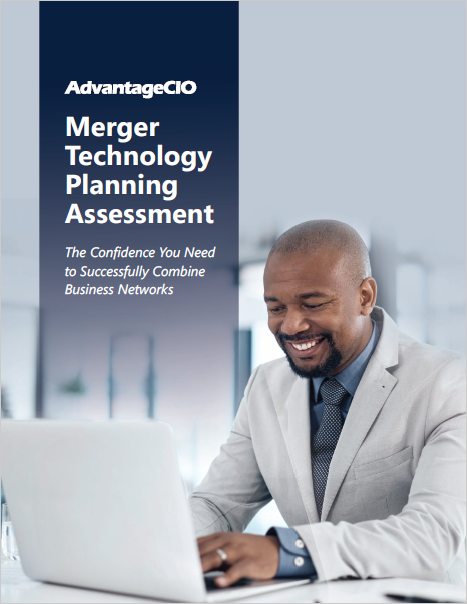 AdvantageCIO
Merger
Technology
Planning
Assessment
The Confidence You Need
to Successfully Combine
Business Networks